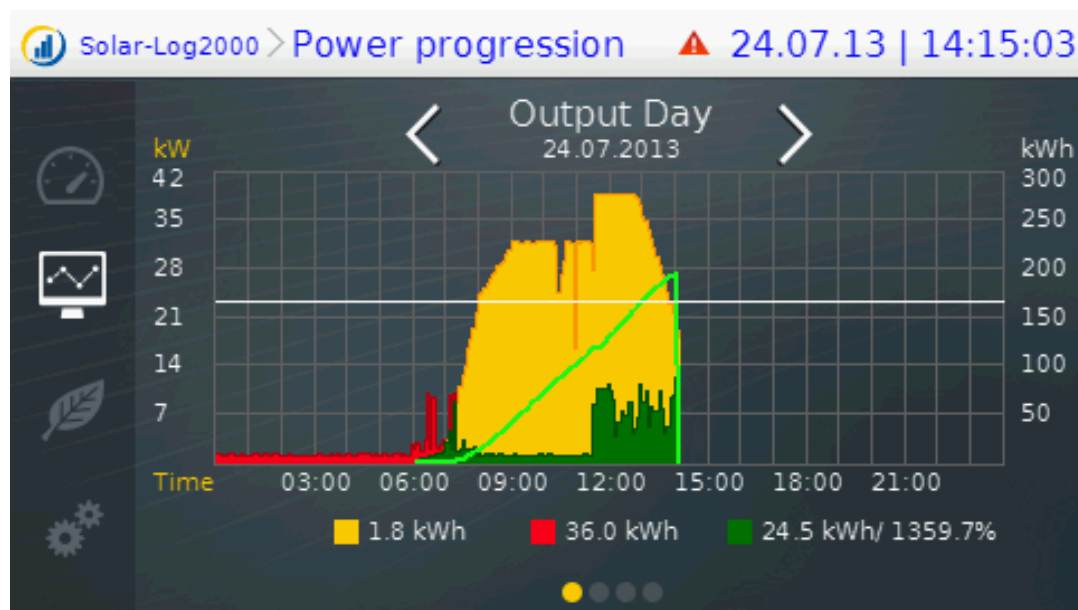 Solar-Log2000 > Power progression 24.07.13 | 14:15:03
Output Day
24.07.2013
kW kWh
42 300
35 250
28 200
21 150
14 100
7 50
Time 03:00 06:00 09:00 12:00 15:00 18:00 21:00
1.8 kWh 36.0 kWh 24.5 kWh/ 1359.7%